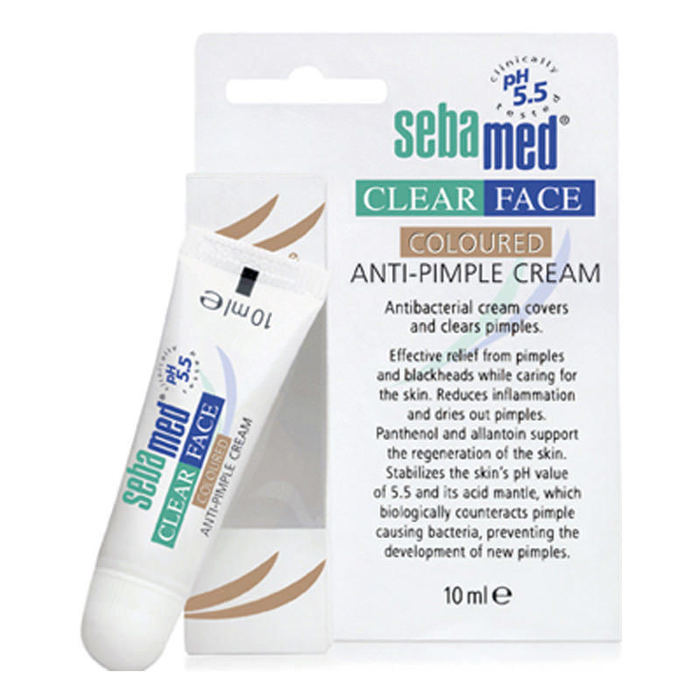 clinically
pH
5.5
tested
seba
med®
CLEAR FACE
COLOURED
ANTI-PIMPLE CREAM
Antibacterial cream covers
and clears pimples.
Effective relief from pimples
and blackheads while caring for
the skin. Reduces inflammation
and dries out pimples.
Panthenol and allantoin support
the regeneration of the skin.
Stabilizes the skin's pH value
of 5.5 and its acid mantle, which
biologically counteracts pimple
causing bacteria, preventing the
development of new pimples.
10 ml ℮
10 ml ℮
clinically
pH
5.5
tested
sebamed®
CLEAR FACE
COLOURED
ANTI-PIMPLE CREAM